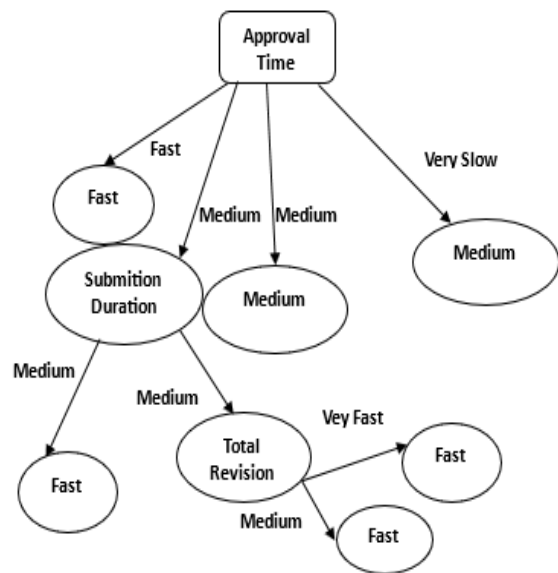 Approval
Time
Fast
Very Slow
Fast
Medium
Medium
Medium
Submition
Duration
Medium
Medium
Medium
Vey Fast
Total
Revision
Fast
Fast
Medium
Fast